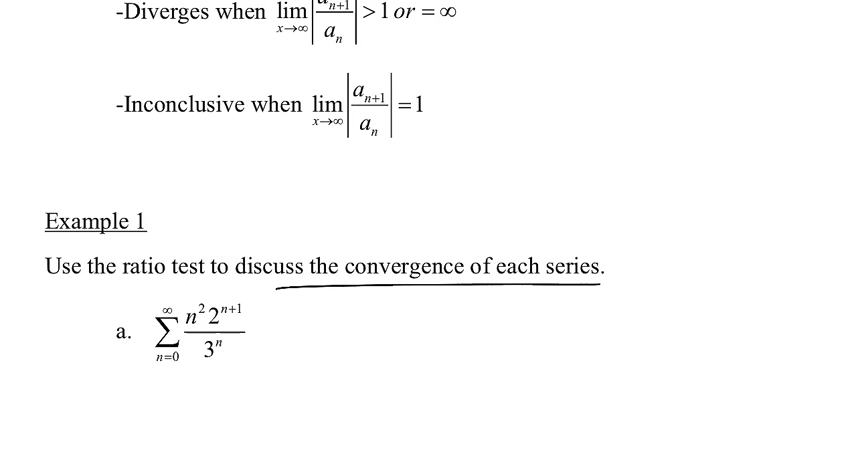 -Diverges when lim x→∞ |a_{n+1}/a_n| > 1 or = ∞
-Inconclusive when lim x→∞ |a_{n+1}/a_n| = 1
Example 1
Use the ratio test to discuss the convergence of each series.
a. ∑_{n=0}^{∞} n² 2^{n+1} / 3^n